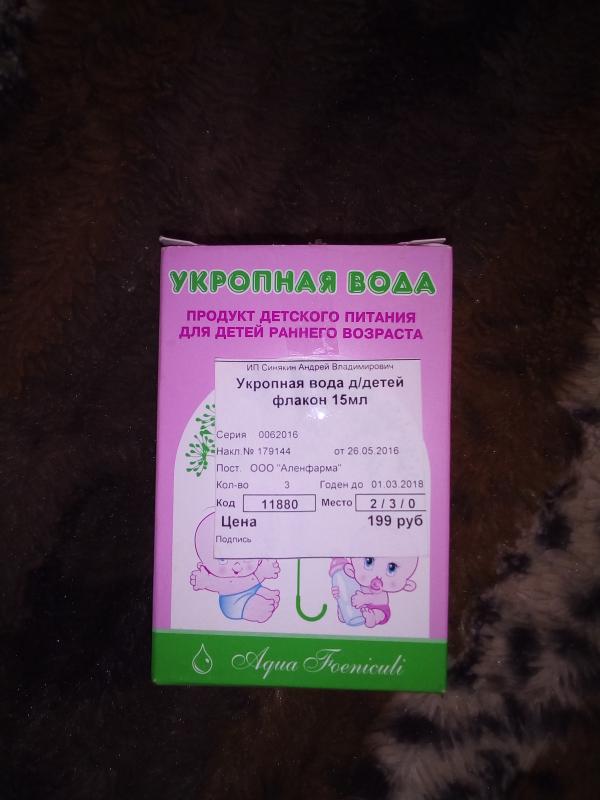 УКРОПНАЯ ВОДА
ПРОДУКТ ДЕТСКОГО ПИТАНИЯ
ДЛЯ ДЕТЕЙ РАННЕГО ВОЗРАСТА
ИП Синякин Андрей Владимирович
Укропная вода д/детей
флакон 15мл
Серия 0062016
Накл.№ 179144 от 26.05.2016
Пост. ООО "Аленфарма"
Кол-во 3 Годен до 01.03.2018
Код 11880 Место 2 / 3 / 0
Цена 199 руб
Подпись
Aqua Foeniculi